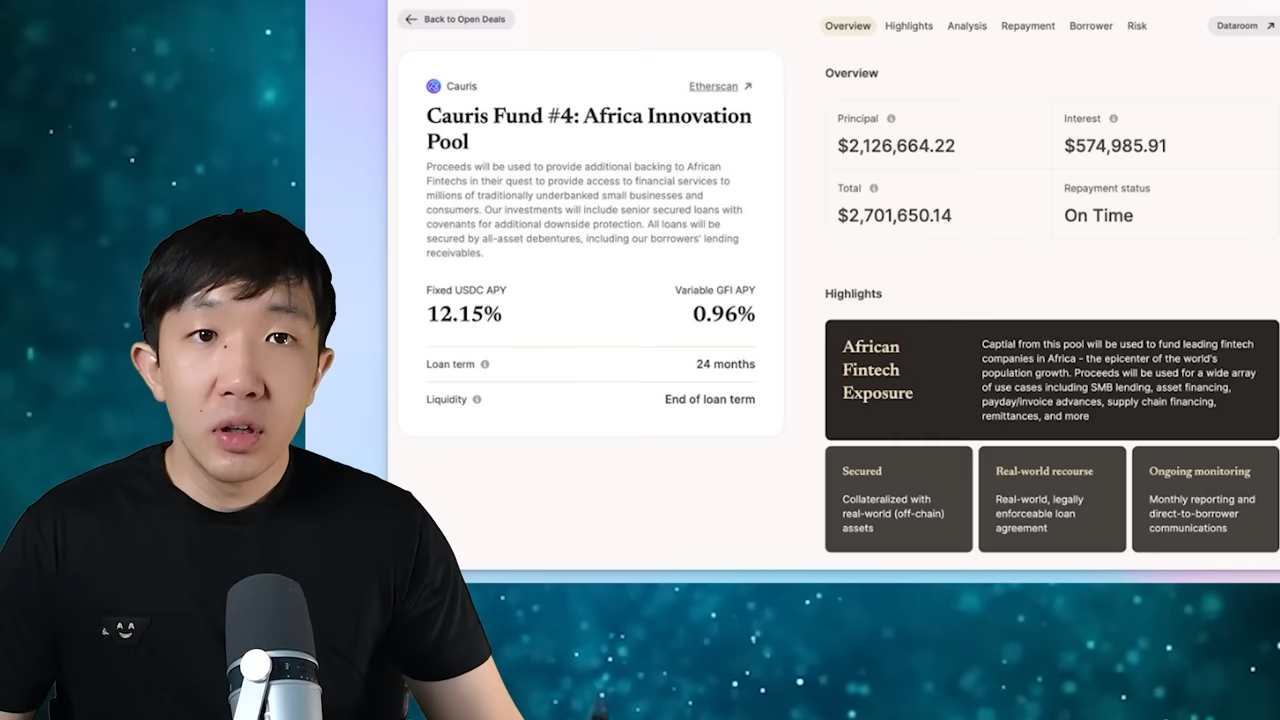 Back to Open Deals
Overview Highlights Analysis Repayment Borrower Risk Dataroom
Cauris Etherscan
Cauris Fund #4: Africa Innovation
Pool
Proceeds will be used to provide additional backing to African
Fintechs in their quest to provide access to financial services to
millions of traditionally underbanked small businesses and
consumers. Our investments will include senior secured loans with
covenants for additional downside protection. All loans will be
secured by all-asset debentures, including our borrowers' lending
receivables.
Fixed USDC APY Variable GFI APY
12.15% 0.96%
Loan term 24 months
Liquidity End of loan term
Overview
Principal Interest
$2,126,664.22 $574,985.91
Total Repayment status
$2,701,650.14 On Time
Highlights
African
Fintech
Exposure
Captial from this pool will be used to fund leading fintech
companies in Africa - the epicenter of the world's
population growth. Proceeds will be used for a wide array
of use cases including SMB lending, asset financing,
payday/invoice advances, supply chain financing,
remittances, and more
Secured
Collateralized with
real-world (off-chain)
assets
Real-world recourse
Real-world, legally
enforceable loan
agreement
Ongoing monitoring
Monthly reporting and
direct-to-borrower
communications